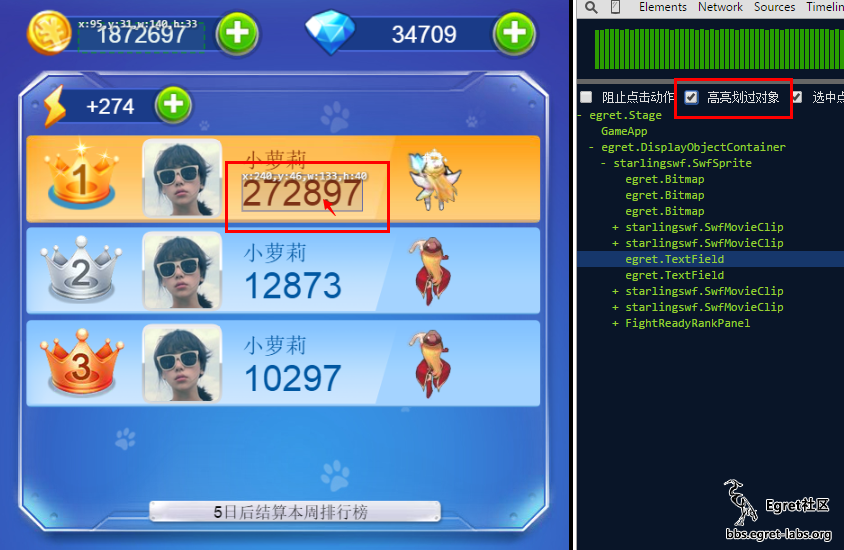 x:95,y:31,w:140,h:33
1872697
34709
+274
1
小萝莉
x:240,y:46,w:133,h:40
272897
2
小萝莉
12873
3
小萝莉
10297
5日后结算本周排行榜
Elements Network Sources Timelin
阻止点击动作 高亮划过对象 选中点
- egret.Stage
GameApp
- egret.DisplayObjectContainer
- starlingswf.SwfSprite
egret.Bitmap
egret.Bitmap
egret.Bitmap
+ starlingswf.SwfMovieClip
+ starlingswf.SwfMovieClip
egret.TextField
egret.TextField
+ starlingswf.SwfMovieClip
+ starlingswf.SwfMovieClip
+ FightReadyRankPanel
Egret社区
bbs.egret-labs.org